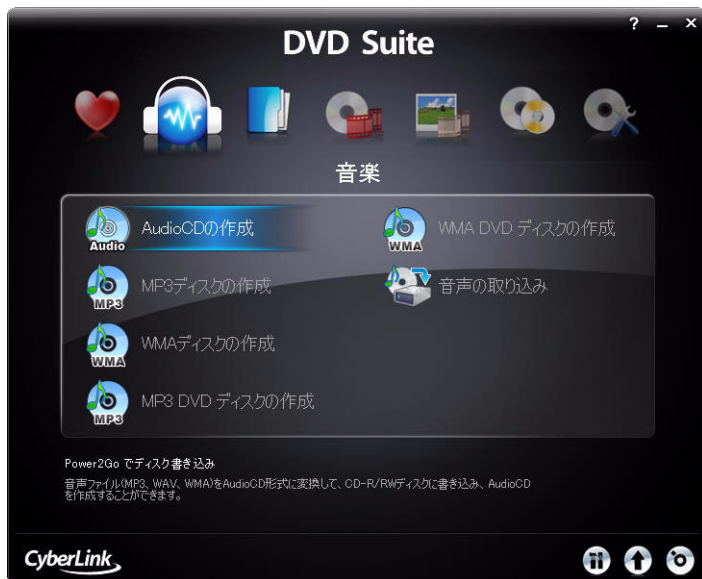 DVD Suite
? － ×
音楽
Audio
AudioCDの作成
MP3
MP3ディスクの作成
WMA
WMAディスクの作成
MP3
MP3 DVD ディスクの作成
WMA
WMA DVD ディスクの作成
音声の取り込み
Power2Go でディスク書き込み
音声ファイル(MP3、WAV、WMA)をAudioCD形式に変換して、CD-R/RWディスクに書き込み、AudioCD
を作成することができます。
CyberLink